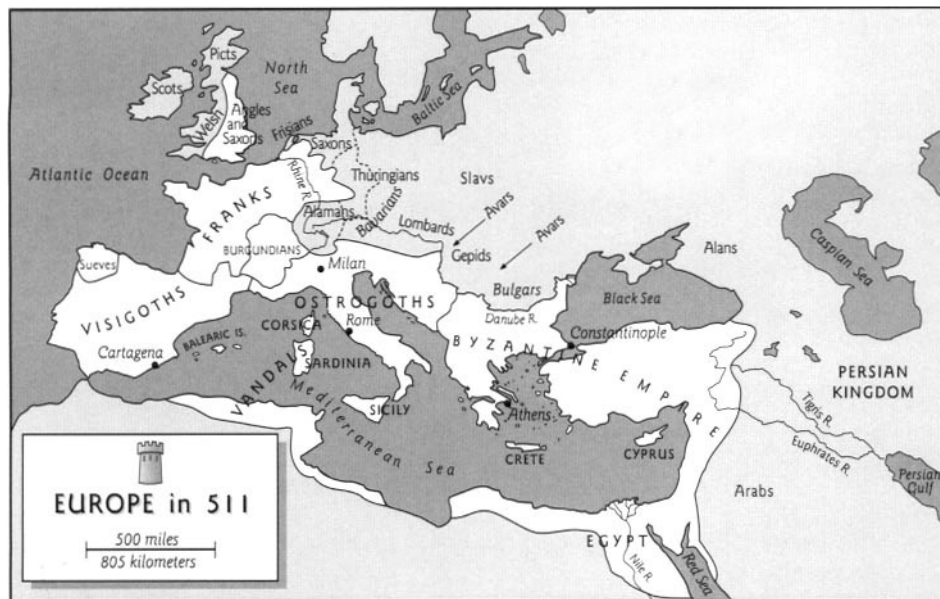 Picts
North
Sea
Scots
Angles
and
Saxons
Welsh
Baltic Sea
Frisians
Saxons
Atlantic Ocean
Rhine R.
Thüringians
Slavs
FRANKS
Alamans
Bavarians
Lombards
Avars
Avars
Gepids
Alans
Caspian Sea
BURGUNDIANS
Sueves
Milan
Bulgars
Black Sea
VISIGOTHS
OSTROGOTHS
Danube R.
CORSICA
Rome
Constantinople
BALEARIC IS.
BYZANTINE EMPIRE
Cartagena
SARDINIA
VANDALS
PERSIAN
KINGDOM
Mediterranean Sea
SICILY
Athens
Tigris R.
CRETE
CYPRUS
Euphrates R.
Persian
Gulf
Arabs
EUROPE in 511
500 miles
805 kilometers
EGYPT
Nile R.
Red Sea